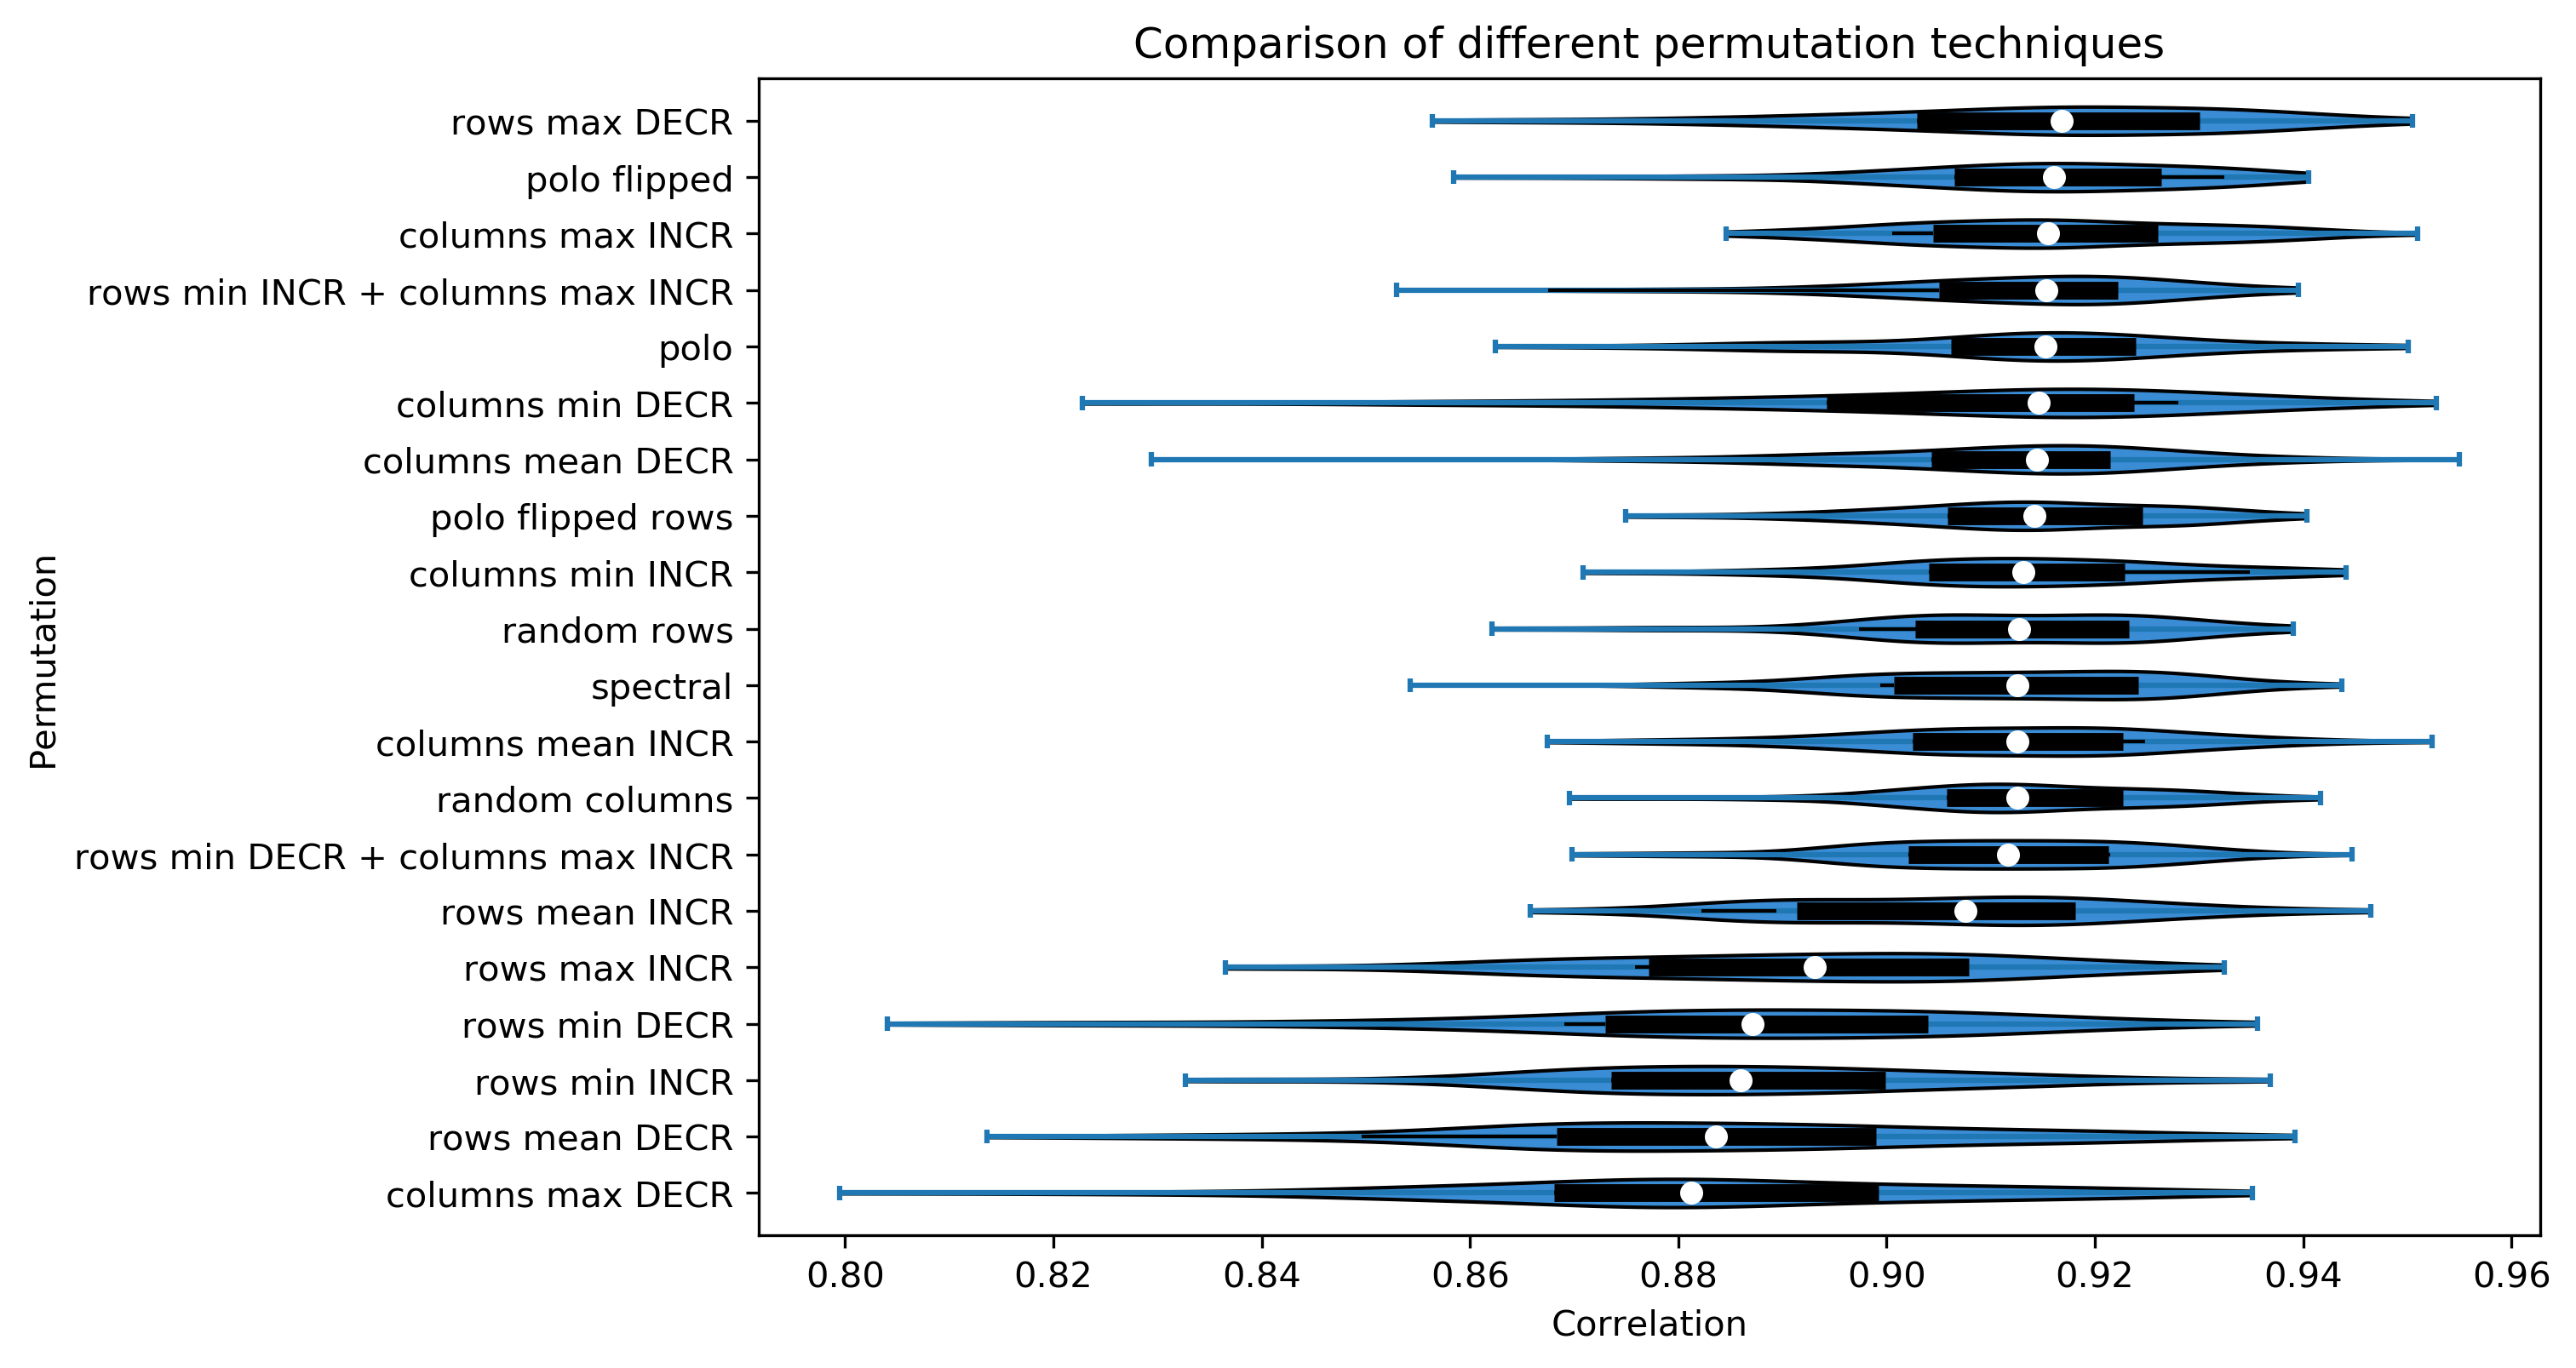 Comparison of different permutation techniques
Permutation
rows max DECR
polo flipped
columns max INCR
rows min INCR + columns max INCR
polo
columns min DECR
columns mean DECR
polo flipped rows
columns min INCR
random rows
spectral
columns mean INCR
random columns
rows min DECR + columns max INCR
rows mean INCR
rows max INCR
rows min DECR
rows min INCR
rows mean DECR
columns max DECR
0.80 0.82 0.84 0.86 0.88 0.90 0.92 0.94 0.96
Correlation